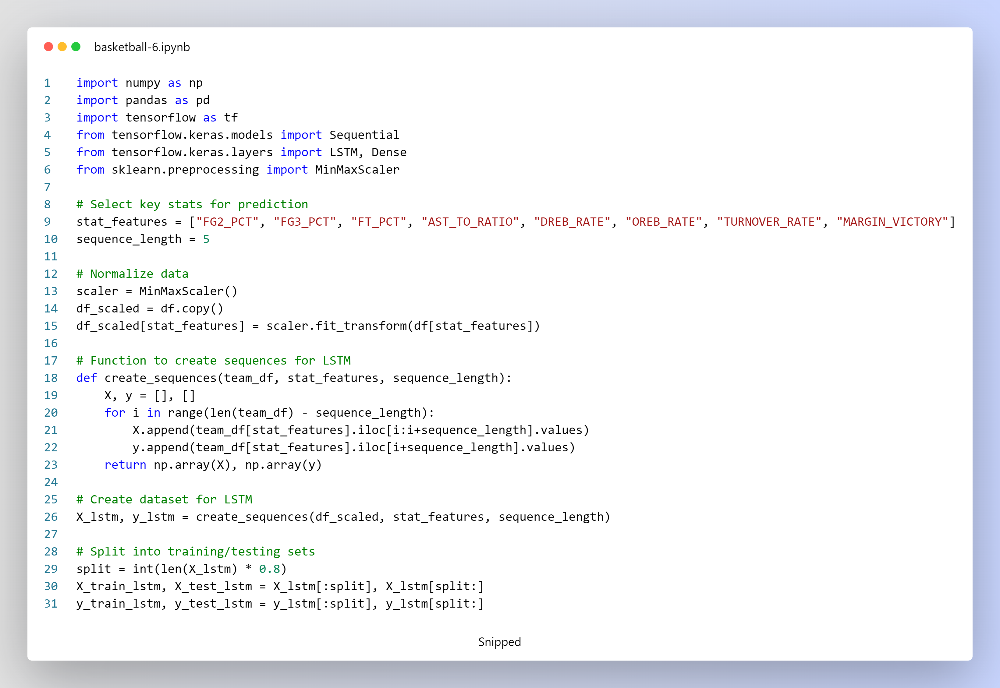 basketball-6.ipynb
1 import numpy as np
2 import pandas as pd
3 import tensorflow as tf
4 from tensorflow.keras.models import Sequential
5 from tensorflow.keras.layers import LSTM, Dense
6 from sklearn.preprocessing import MinMaxScaler
7
8 # Select key stats for prediction
9 stat_features = ["FG2_PCT", "FG3_PCT", "FT_PCT", "AST_TO_RATIO", "DREB_RATE", "OREB_RATE", "TURNOVER_RATE", "MARGIN_VICTORY"]
10 sequence_length = 5
11
12 # Normalize data
13 scaler = MinMaxScaler()
14 df_scaled = df.copy()
15 df_scaled[stat_features] = scaler.fit_transform(df[stat_features])
16
17 # Function to create sequences for LSTM
18 def create_sequences(team_df, stat_features, sequence_length):
19     X, y = [], []
20     for i in range(len(team_df) - sequence_length):
21         X.append(team_df[stat_features].iloc[i:i+sequence_length].values)
22         y.append(team_df[stat_features].iloc[i+sequence_length].values)
23     return np.array(X), np.array(y)
24
25 # Create dataset for LSTM
26 X_lstm, y_lstm = create_sequences(df_scaled, stat_features, sequence_length)
27
28 # Split into training/testing sets
29 split = int(len(X_lstm) * 0.8)
30 X_train_lstm, X_test_lstm = X_lstm[:split], X_lstm[split:]
31 y_train_lstm, y_test_lstm = y_lstm[:split], y_lstm[split:]
Snipped